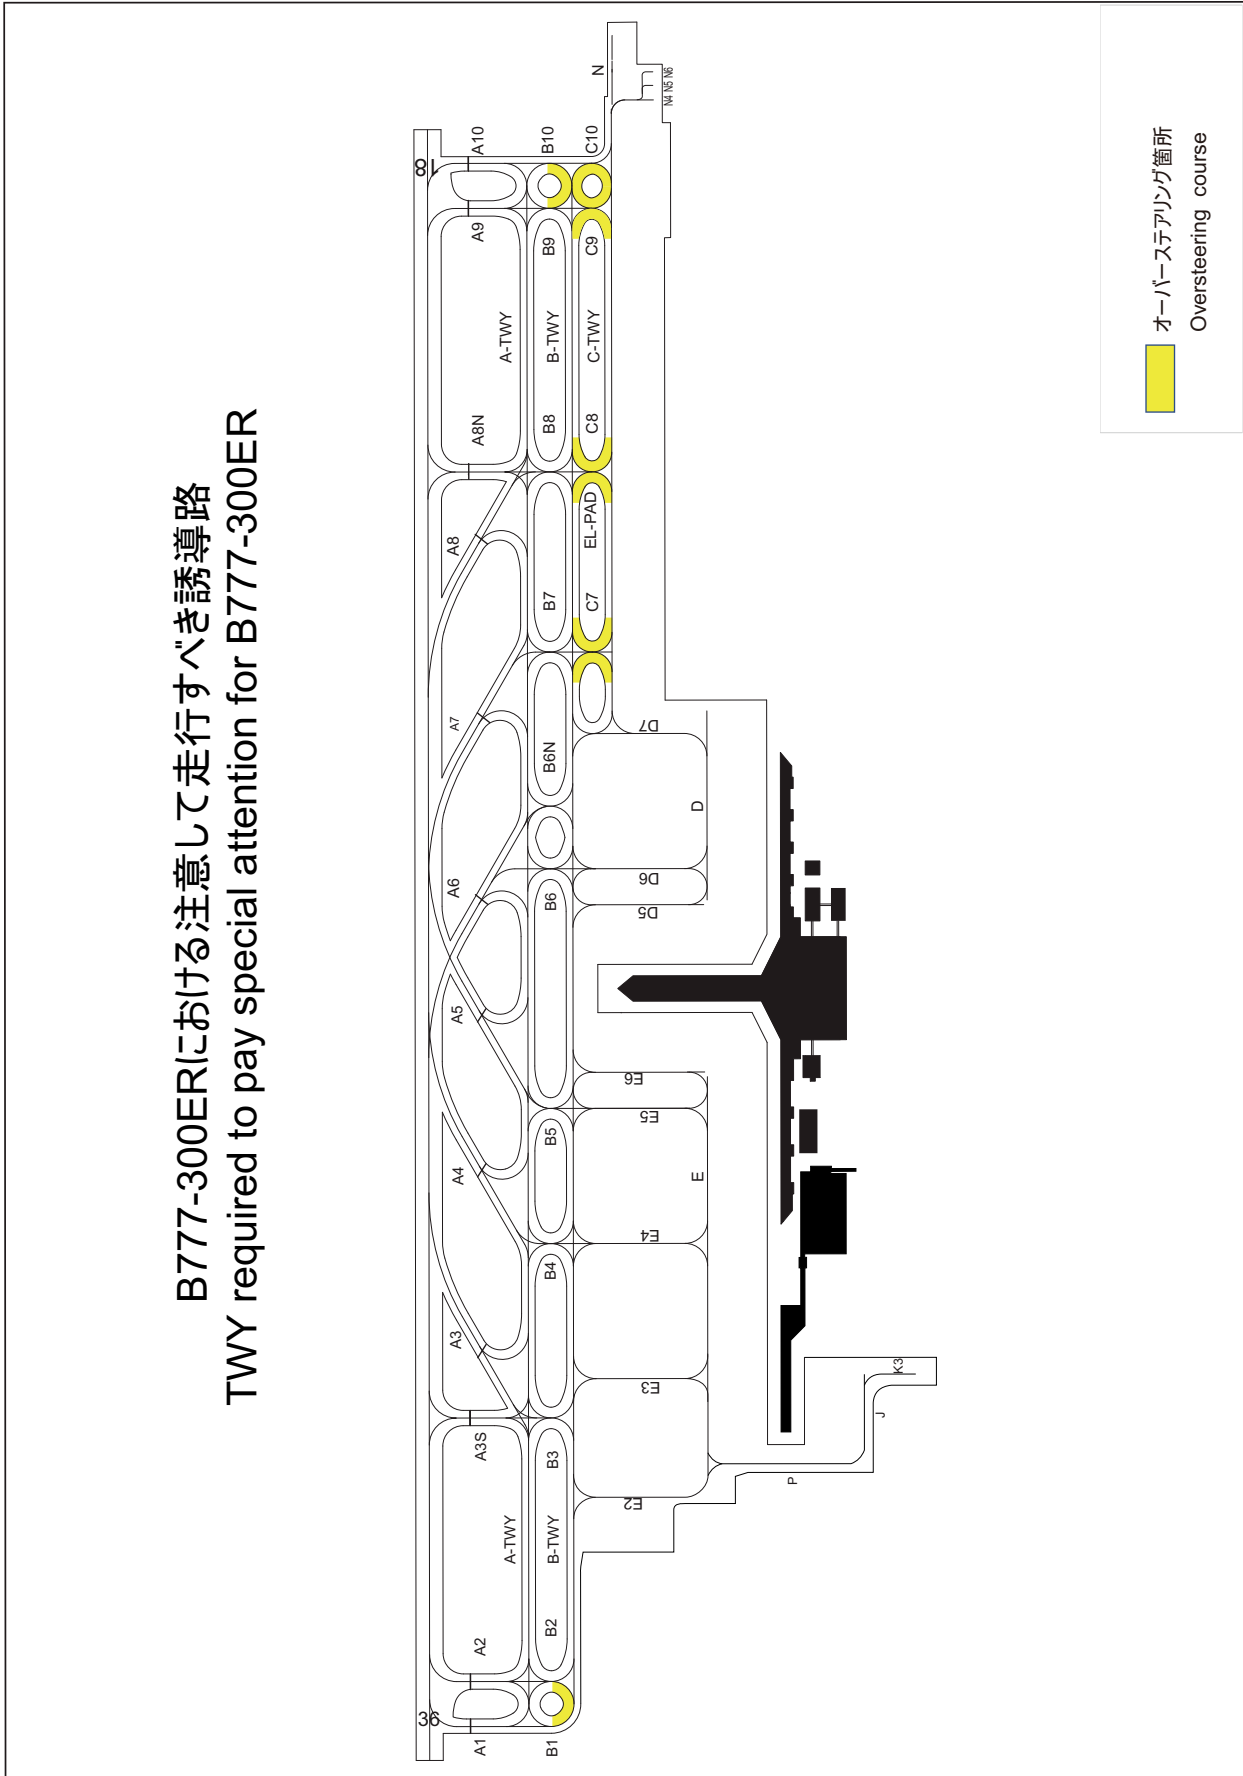 B777-300ERにおける注意して走行すべき誘導路
TWY required to pay special attention for B777-300ER
36
18
A1
A2
A-TWY
A3S
A3
A4
A5
A6
A7
A8
A8N
A-TWY
A9
A10
B1
B2
B-TWY
B3
B4
B5
B6
B6N
B7
B8
B-TWY
B9
B10
C7
EL-PAD
C8
C-TWY
C9
C10
N
N4 N5 N6
E2
E3
E4
E5
E6
E
D5
D6
D7
D
P
J
K3
オーバーステアリング箇所
Oversteering course